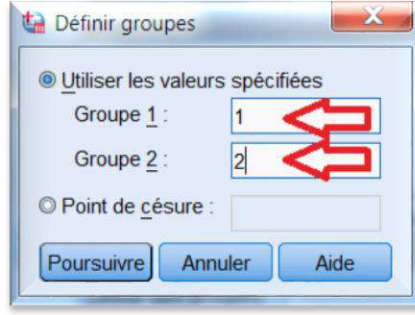 Définir groupes
Utiliser les valeurs spécifiées
Groupe 1 : 1
Groupe 2 : 2
Point de césure :
Poursuivre Annuler Aide